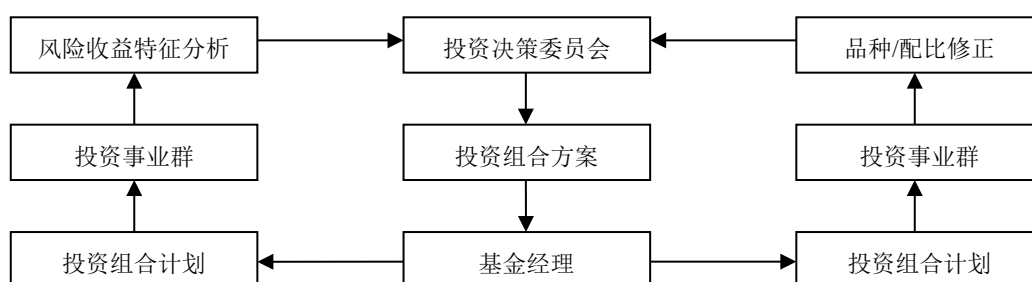 风险收益特征分析
投资决策委员会
品种/配比修正
投资事业群
投资组合方案
投资事业群
投资组合计划
基金经理
投资组合计划